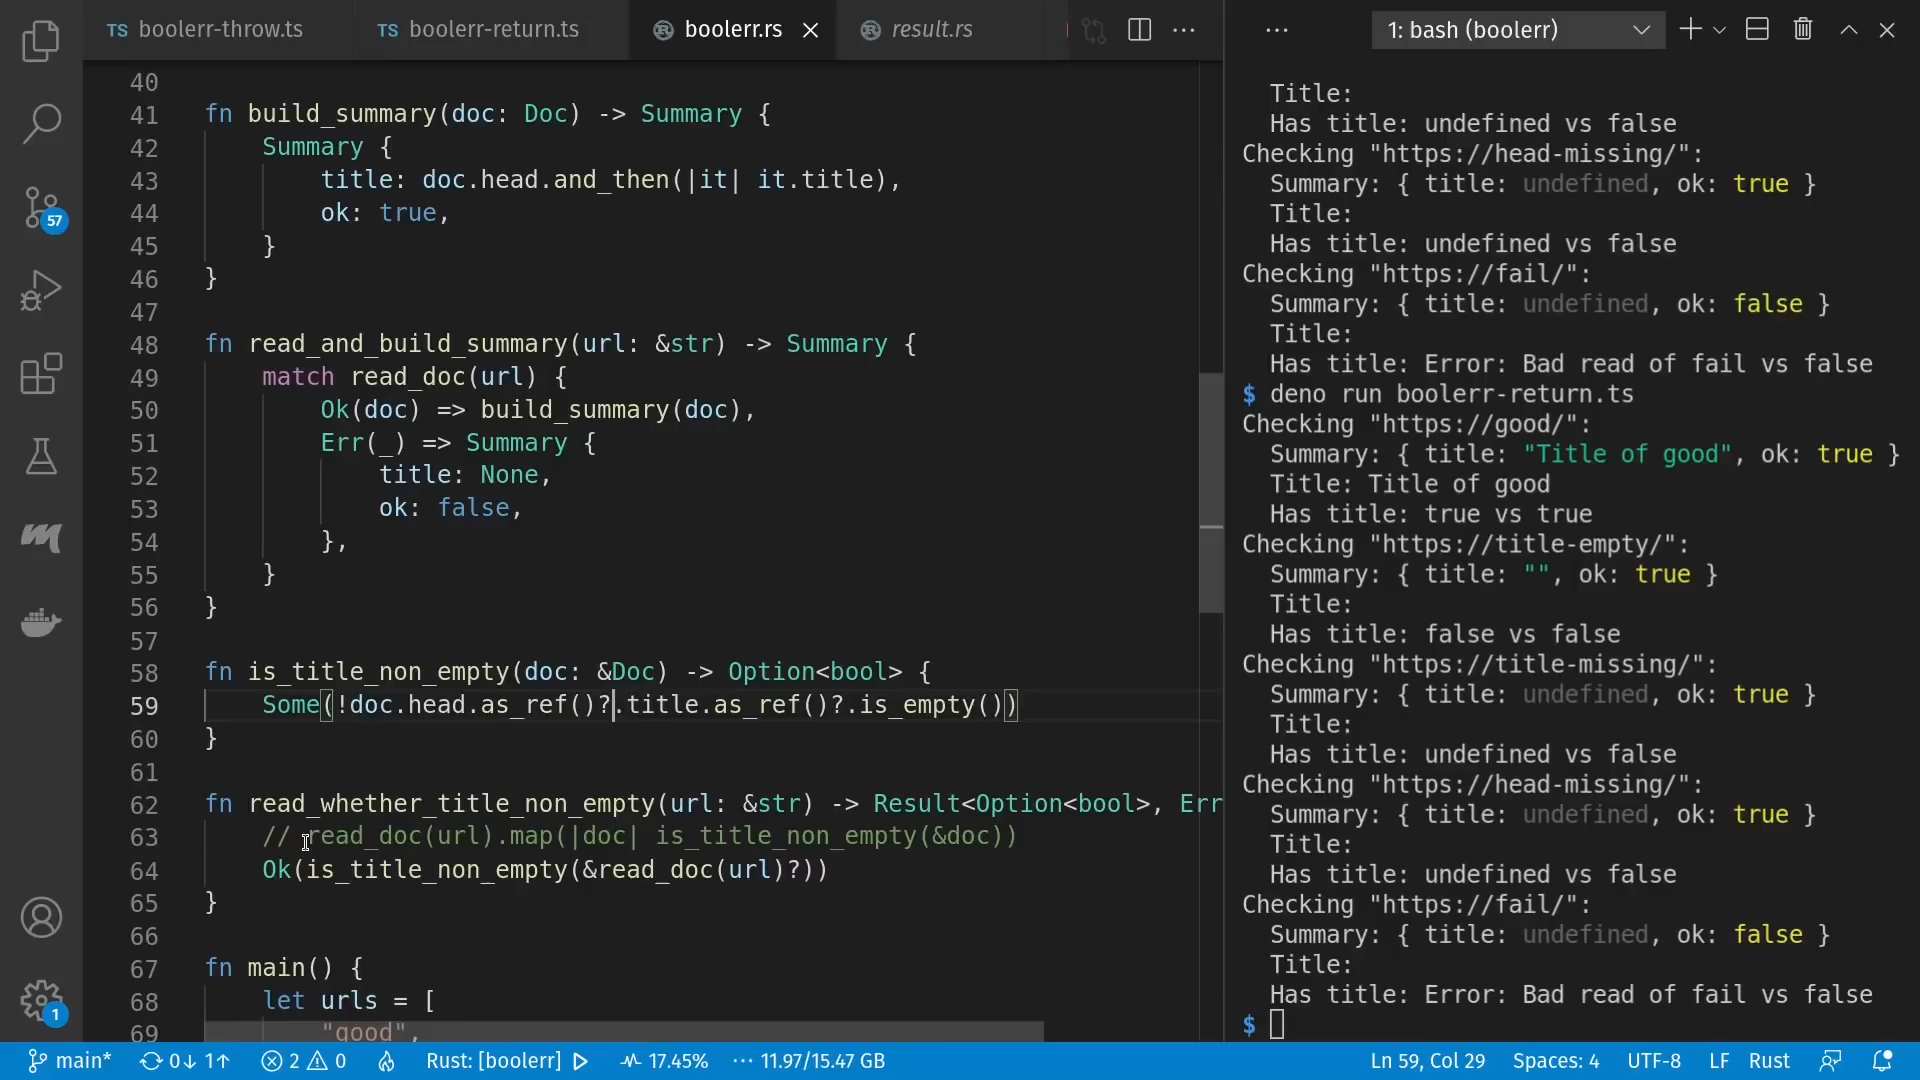 TS boolerr-throw.ts TS boolerr-return.ts boolerr.rs result.rs
1: bash (boolerr)
40
41 fn build_summary(doc: Doc) -> Summary {
42 Summary {
43 title: doc.head.and_then(|it| it.title),
44 ok: true,
45 }
46 }
47
48 fn read_and_build_summary(url: &str) -> Summary {
49 match read_doc(url) {
50 Ok(doc) => build_summary(doc),
51 Err(_) => Summary {
52 title: None,
53 ok: false,
54 },
55 }
56 }
57
58 fn is_title_non_empty(doc: &Doc) -> Option<bool> {
59 Some(!doc.head.as_ref()?.title.as_ref()?.is_empty())
60 }
61
62 fn read_whether_title_non_empty(url: &str) -> Result<Option<bool>, Err
63 // read_doc(url).map(|doc| is_title_non_empty(&doc))
64 Ok(is_title_non_empty(&read_doc(url)?))
65 }
66
67 fn main() {
68 let urls = [
69 "good",
Title:
Has title: undefined vs false
Checking "https://head-missing/":
Summary: { title: undefined, ok: true }
Title:
Has title: undefined vs false
Checking "https://fail/":
Summary: { title: undefined, ok: false }
Title:
Has title: Error: Bad read of fail vs false
$ deno run boolerr-return.ts
Checking "https://good/":
Summary: { title: "Title of good", ok: true }
Title: Title of good
Has title: true vs true
Checking "https://title-empty/":
Summary: { title: "", ok: true }
Title:
Has title: false vs false
Checking "https://title-missing/":
Summary: { title: undefined, ok: true }
Title:
Has title: undefined vs false
Checking "https://head-missing/":
Summary: { title: undefined, ok: true }
Title:
Has title: undefined vs false
Checking "https://fail/":
Summary: { title: undefined, ok: false }
Title:
Has title: Error: Bad read of fail vs false
$
57
1
main* 0↓ 1↑ 2 0 Rust: [boolerr] 17.45% 11.97/15.47 GB Ln 59, Col 29 Spaces: 4 UTF-8 LF Rust